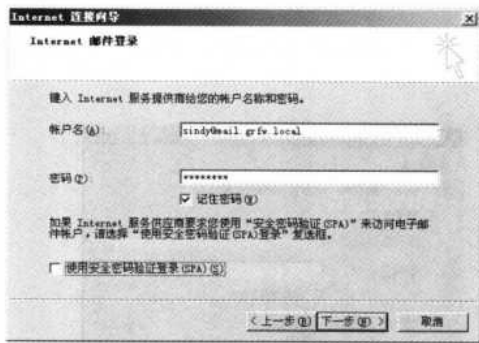 Internet 连接向导
Internet 邮件登录
键入 Internet 服务提供商给您的帐户名称和密码。
帐户名(A)
sindy@mail.grfw.local
密码(P):
********
记住密码(W)
如果 Internet 服务供应商要求您使用“安全密码验证(SPA)”来访问电子邮
件帐户，请选择“使用安全密码验证(SPA)登录”复选框。
使用安全密码验证登录(SPA)(S)
<上一步(B) 下一步(N)> 取消